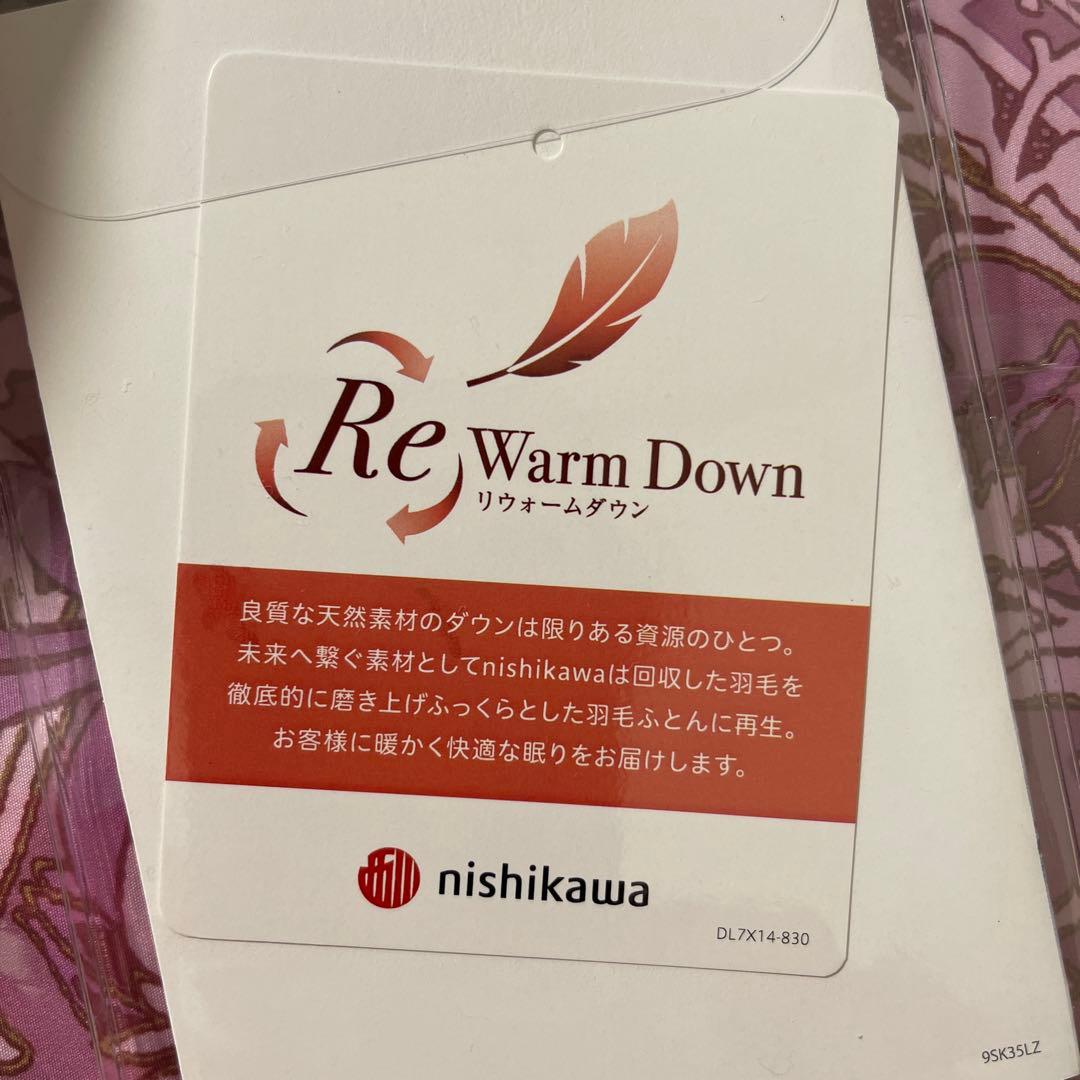 Re Warm Down
リウォームダウン
良質な天然素材のダウンは限りある資源のひとつ。
未来へ繋ぐ素材としてnishikawaは回収した羽毛を
徹底的に磨き上げふっくらとした羽毛ふとんに再生。
お客様に暖かく快適な眠りをお届けします。
nishikawa
DL7X14-830
9SK35LZ